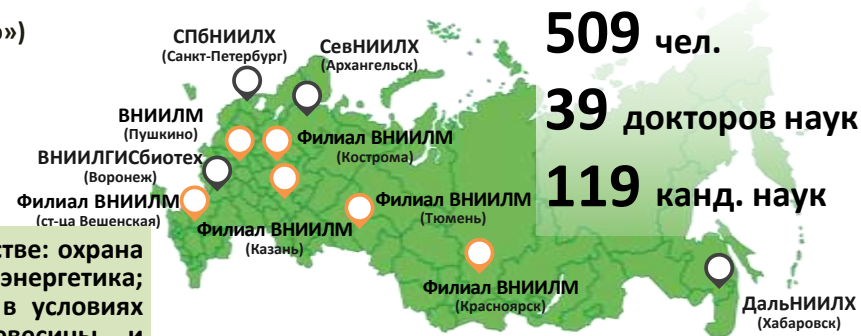 »)
СПбНИИЛХ
(Санкт-Петербург)
СевНИИЛХ
(Архангельск)
509 чел.
39 докторов наук
119 канд. наук
ВНИИЛМ
(Пушкино)
Филиал ВНИИЛМ
(Кострома)
ВНИИЛГИСбиотех
(Воронеж)
Филиал ВНИИЛМ
(ст-ца Вешенская)
Филиал ВНИИЛМ
(Тюмень)
Филиал ВНИИЛМ
(Казань)
Филиал ВНИИЛМ
(Красноярск)
ДальНИИЛХ
(Хабаровск)
стве: охрана
энергетика;
в условиях